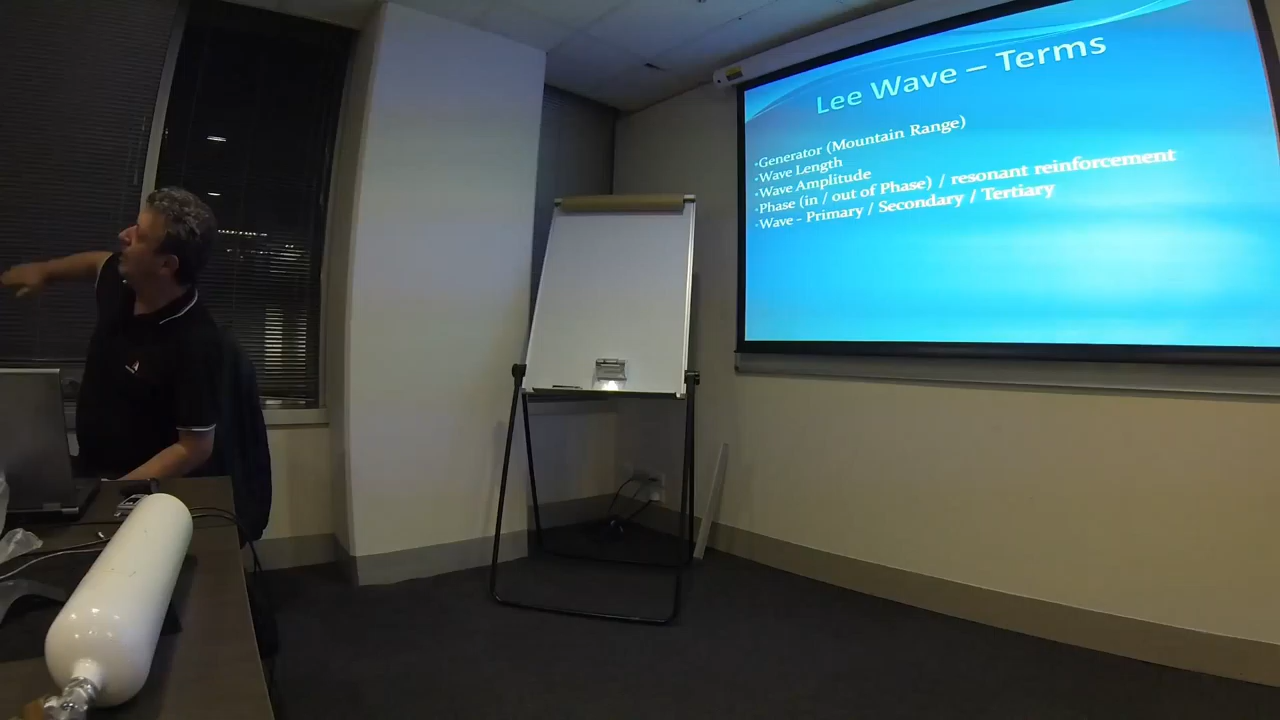 Lee Wave – Terms
•Generator (Mountain Range)
•Wave Length
•Wave Amplitude
•Phase (in / out of Phase) / resonant reinforcement
•Wave - Primary / Secondary / Tertiary